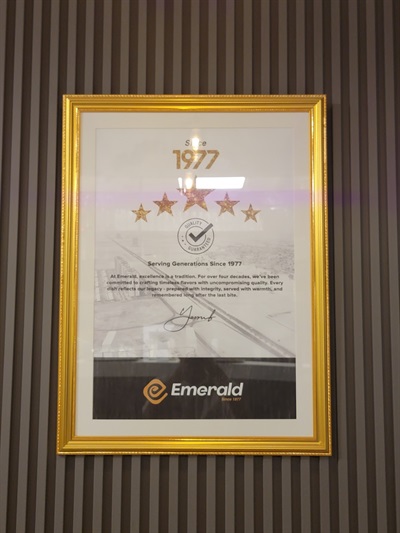 Since
1977
QUALITY
GUARANTEED
Serving Generations Since 1977
At Emerald, excellence is a tradition. For over four decades, We've been
committed to crafting timeless flavors with uncompromising quality. Every
visit reflects our legacy - prepared with integrity, served with warmth, and
remembered long after the last bite.
Emerald
Since 1977